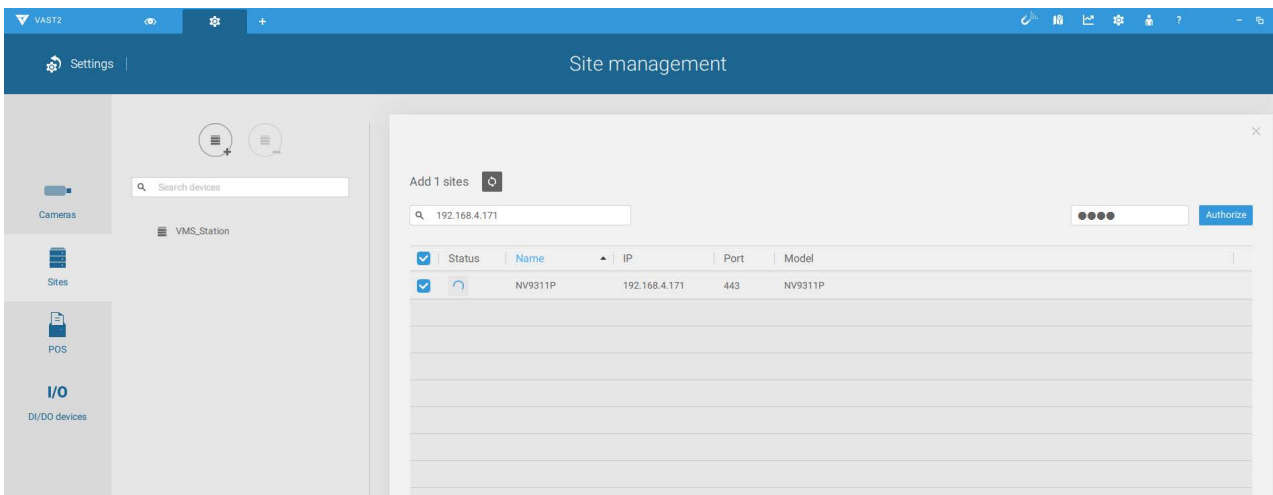 VAST2
+
?
Settings
Site management
Add 1 sites
Search devices
192.168.4.171
●●●●
Authorize
Cameras
VMS_Station
Status Name IP Port Model
Sites
NV9311P 192.168.4.171 443 NV9311P
POS
I/O
DI/DO devices